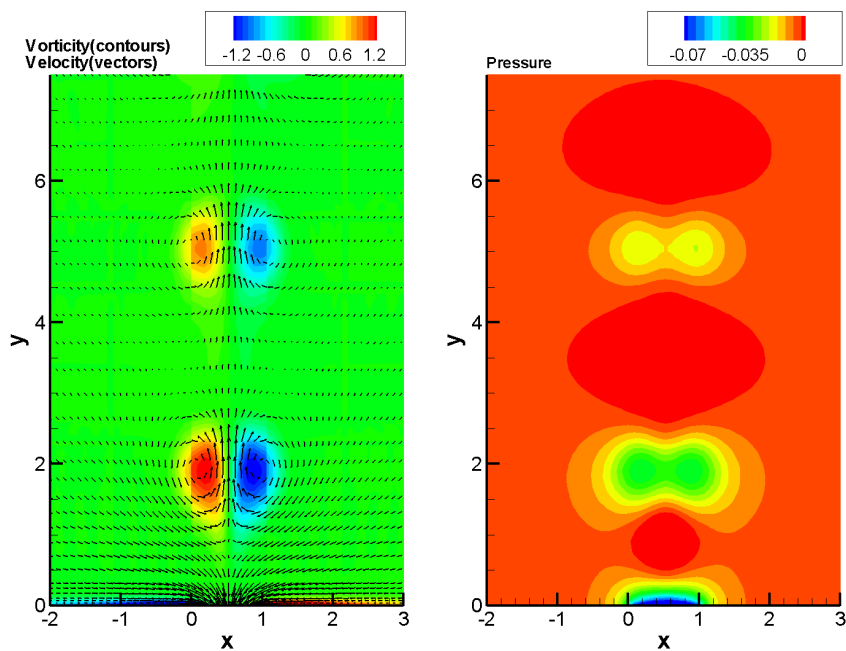 -1.2 -0.6 0 0.6 1.2
Vorticity(contours)
Velocity(vectors)
6
4
2
0
y
-2 -1 0 1 2 3
x
-0.07 -0.035 0
Pressure
6
4
2
0
y
-2 -1 0 1 2 3
x